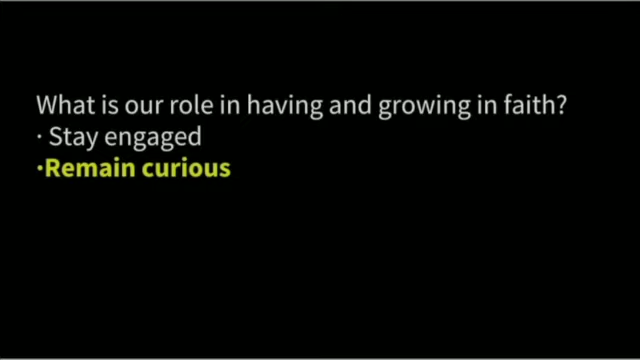 What is our role in having and growing in faith?
· Stay engaged
·Remain curious